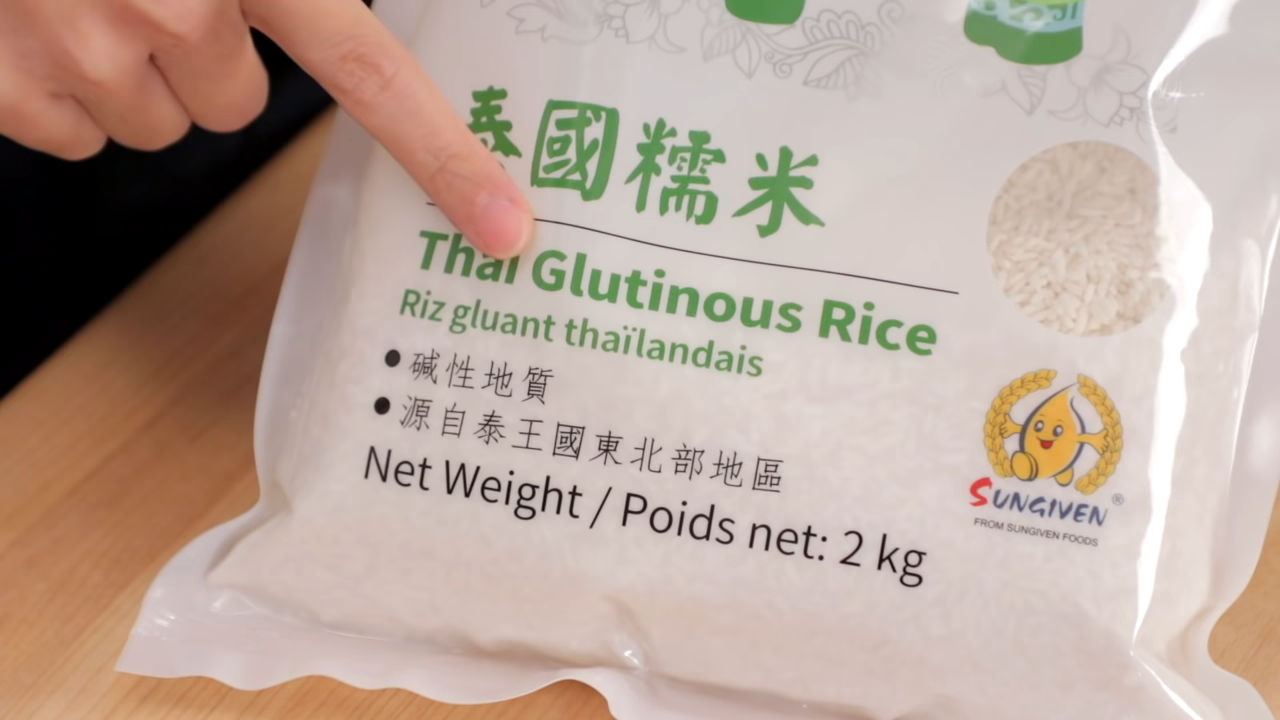 泰國糯米
Thai Glutinous Rice
Riz gluant thaïlandais
● 碱性地質
● 源自泰王國東北部地區
Net Weight / Poids net: 2 kg
SUNGIVEN®
FROM SUNGIVEN FOODS